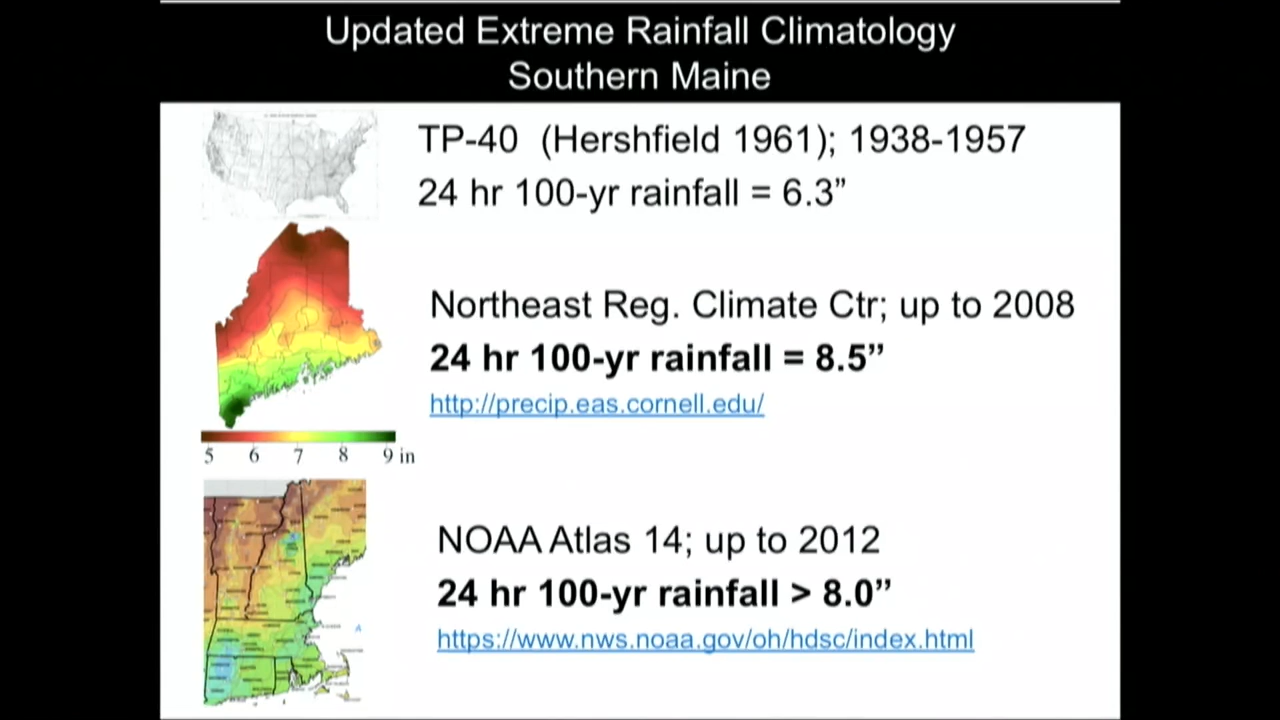 Updated Extreme Rainfall Climatology
Southern Maine
TP-40 (Hershfield 1961); 1938-1957
24 hr 100-yr rainfall = 6.3”
Northeast Reg. Climate Ctr; up to 2008
24 hr 100-yr rainfall = 8.5”
http://precip.eas.cornell.edu/
5 6 7 8 9 in
NOAA Atlas 14; up to 2012
24 hr 100-yr rainfall > 8.0”
https://www.nws.noaa.gov/oh/hdsc/index.html